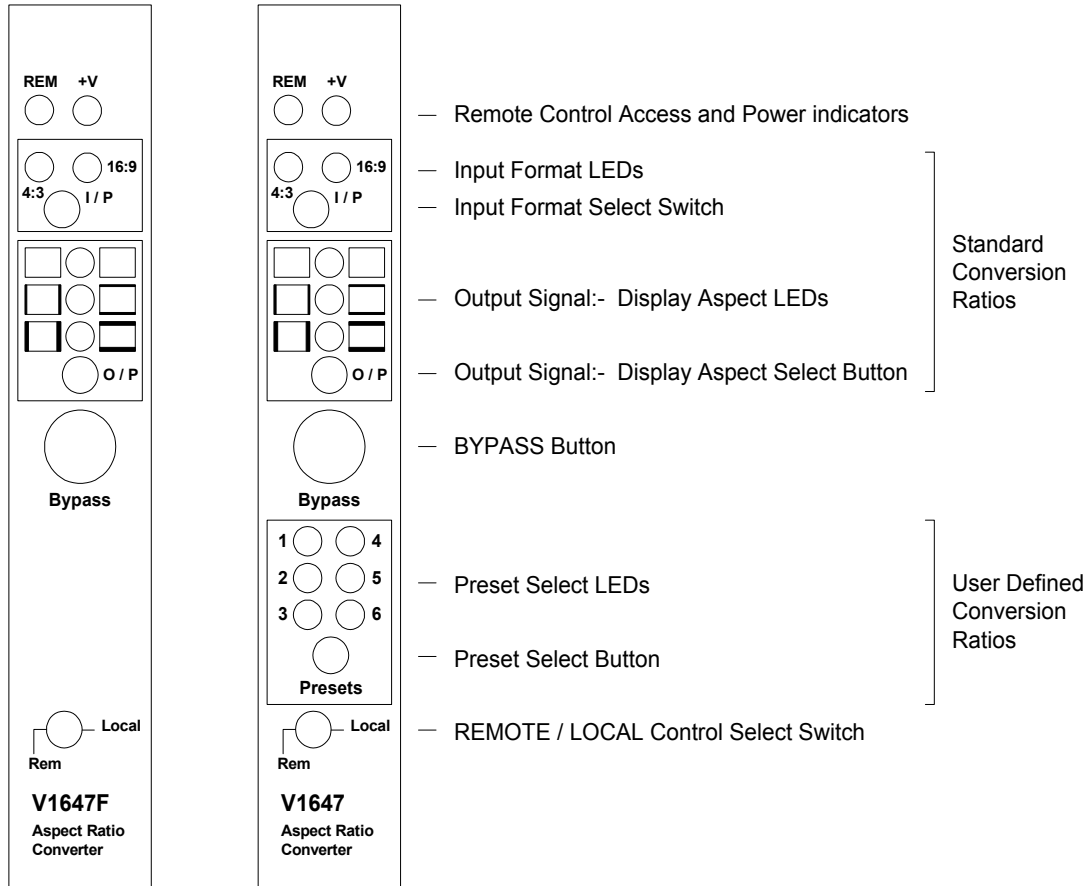 REM +V
16:9
4:3
I / P
O / P
Bypass
Local
Rem
V1647F
Aspect Ratio
Converter
REM +V
16:9
4:3
I / P
O / P
Bypass
1 4
2 5
3 6
Presets
Local
Rem
V1647
Aspect Ratio
Converter
Remote Control Access and Power indicators
Input Format LEDs
Input Format Select Switch
Output Signal:- Display Aspect LEDs
Output Signal:- Display Aspect Select Button
BYPASS Button
Preset Select LEDs
Preset Select Button
REMOTE / LOCAL Control Select Switch
Standard
Conversion
Ratios
User Defined
Conversion
Ratios